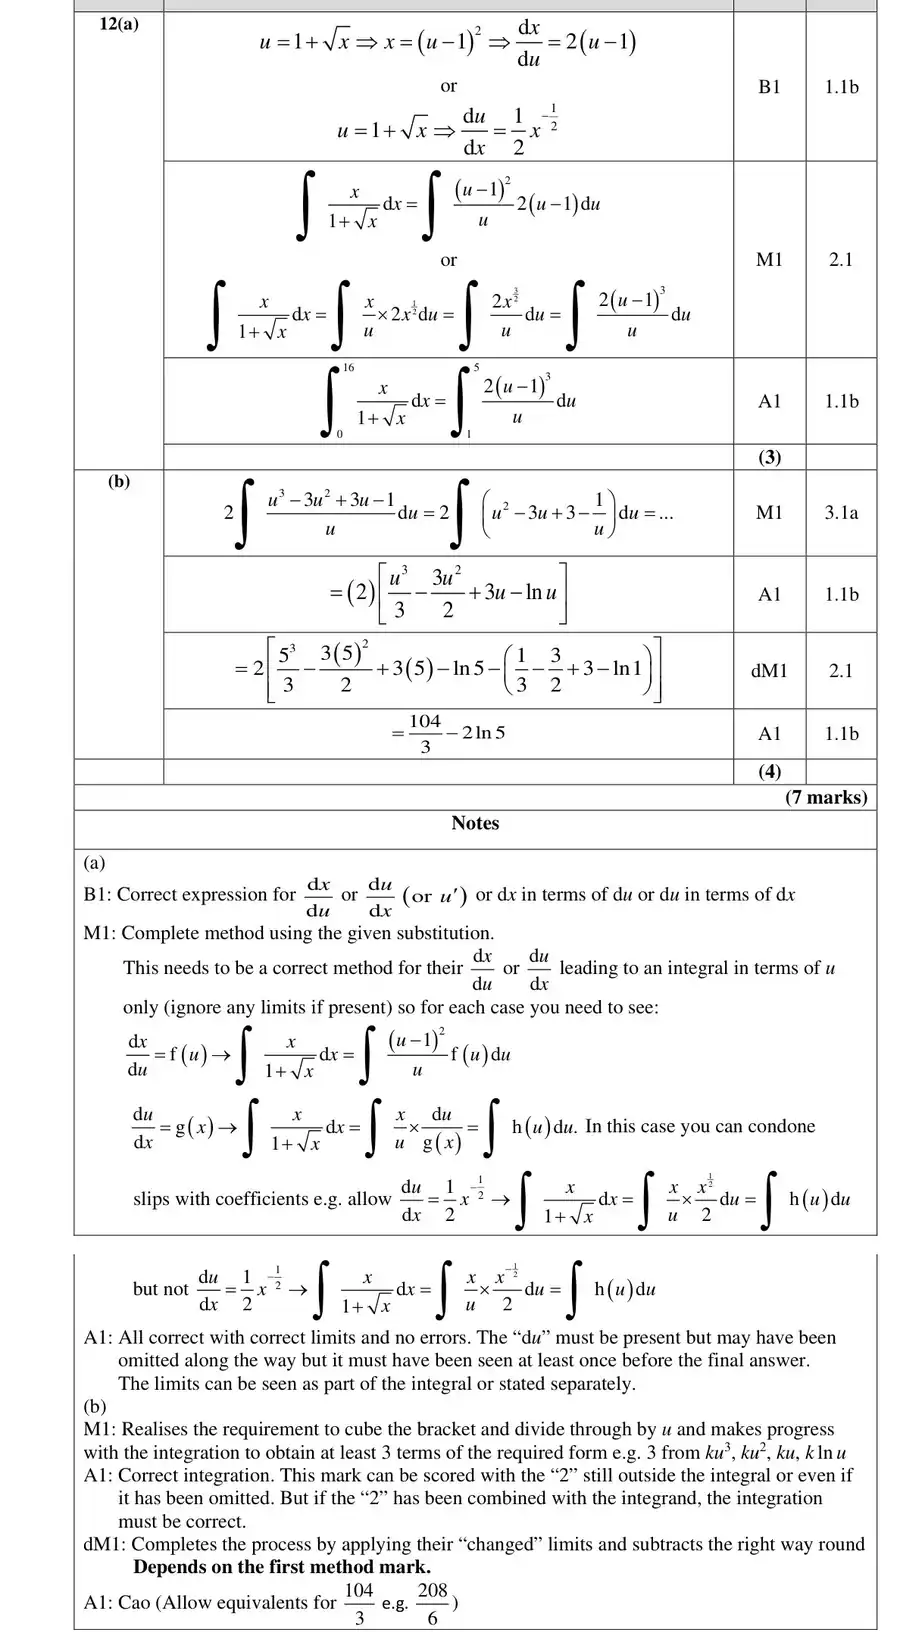 12(a)
u = 1 + √x ⇒ x = (u − 1)² ⇒ dx/du = 2(u − 1)
or
u = 1 + √x ⇒ du/dx = 1/2 x^(−1/2)
B1 1.1b
∫ x/(1 + √x) dx = ∫ (u − 1)²/u 2(u − 1) du
or
∫ x/(1 + √x) dx = ∫ x/u × 2x^(1/2) du = ∫ 2x^(3/2)/u du = ∫ 2(u − 1)³/u du
M1 2.1
∫₀¹⁶ x/(1 + √x) dx = ∫₁⁵ 2(u − 1)³/u du
A1 1.1b
(3)
(b)
2∫ (u³ − 3u² + 3u − 1)/u du = 2∫ (u² − 3u + 3 − 1/u) du = ...
M1 3.1a
= (2)[u³/3 − 3u²/2 + 3u − ln u]
A1 1.1b
= 2[5³/3 − 3(5)²/2 + 3(5) − ln 5 − (1/3 − 3/2 + 3 − ln 1)]
dM1 2.1
= 104/3 − 2 ln 5
A1 1.1b
(4)
(7 marks)
Notes
(a)
B1: Correct expression for dx/du or du/dx (or u′) or dx in terms of du or du in terms of dx
M1: Complete method using the given substitution.
This needs to be a correct method for their dx/du or du/dx leading to an integral in terms of u
only (ignore any limits if present) so for each case you need to see:
dx/du = f(u) → ∫ x/(1 + √x) dx = ∫ (u − 1)²/u f(u) du
du/dx = g(x) → ∫ x/(1 + √x) dx = ∫ x/u × du/g(x) = ∫ h(u) du. In this case you can condone
slips with coefficients e.g. allow du/dx = 1/2 x^(−1/2) → ∫ x/(1 + √x) dx = ∫ x/u × x^(1/2)/2 du = ∫ h(u) du
but not du/dx = 1/2 x^(−1/2) → ∫ x/(1 + √x) dx = ∫ x/u × x^(−1/2)/2 du = ∫ h(u) du
A1: All correct with correct limits and no errors. The “du” must be present but may have been
omitted along the way but it must have been seen at least once before the final answer.
The limits can be seen as part of the integral or stated separately.
(b)
M1: Realises the requirement to cube the bracket and divide through by u and makes progress
with the integration to obtain at least 3 terms of the required form e.g. 3 from ku³, ku², ku, k ln u
A1: Correct integration. This mark can be scored with the “2” still outside the integral or even if
it has been omitted. But if the “2” has been combined with the integrand, the integration
must be correct.
dM1: Completes the process by applying their “changed” limits and subtracts the right way round
Depends on the first method mark.
A1: Cao (Allow equivalents for 104/3 e.g. 208/6)